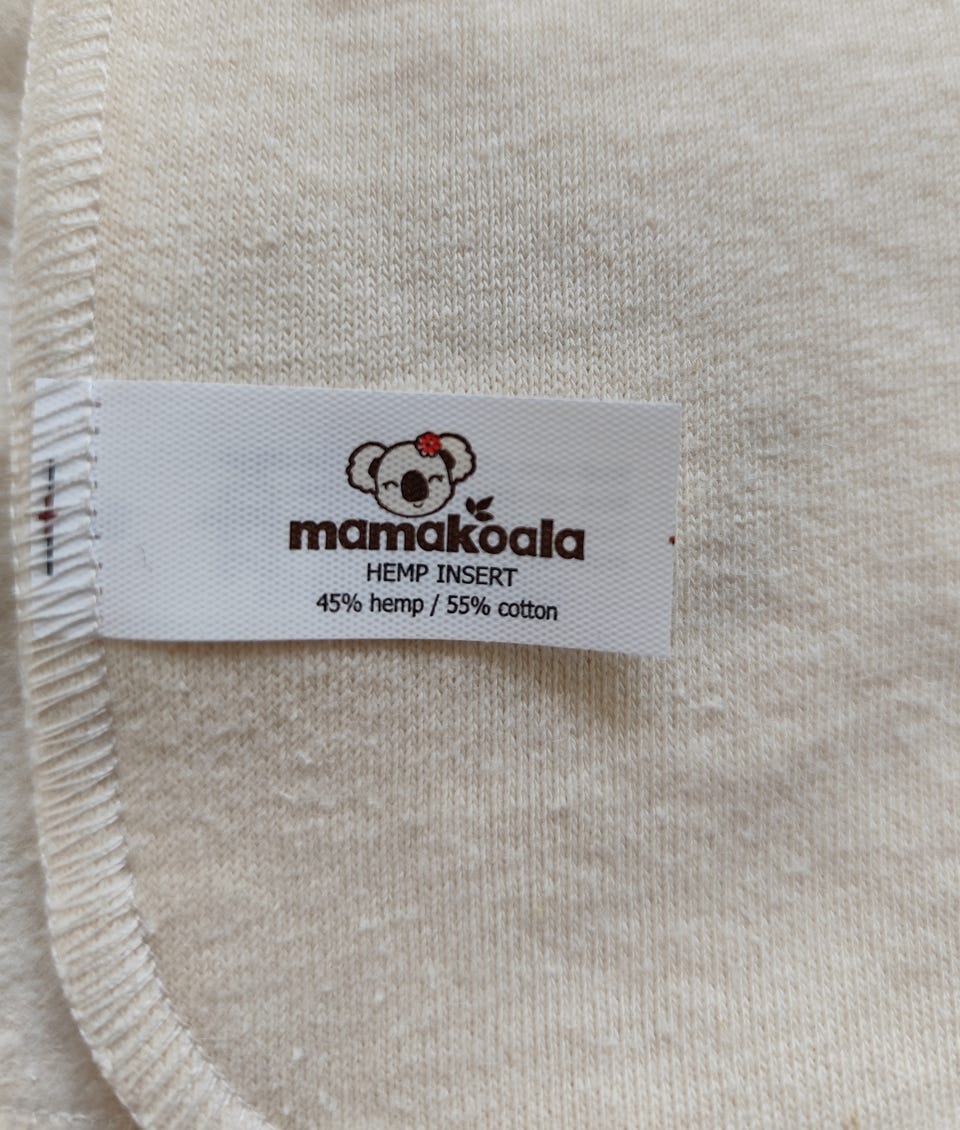 mamakoala
HEMP INSERT
45% hemp / 55% cotton